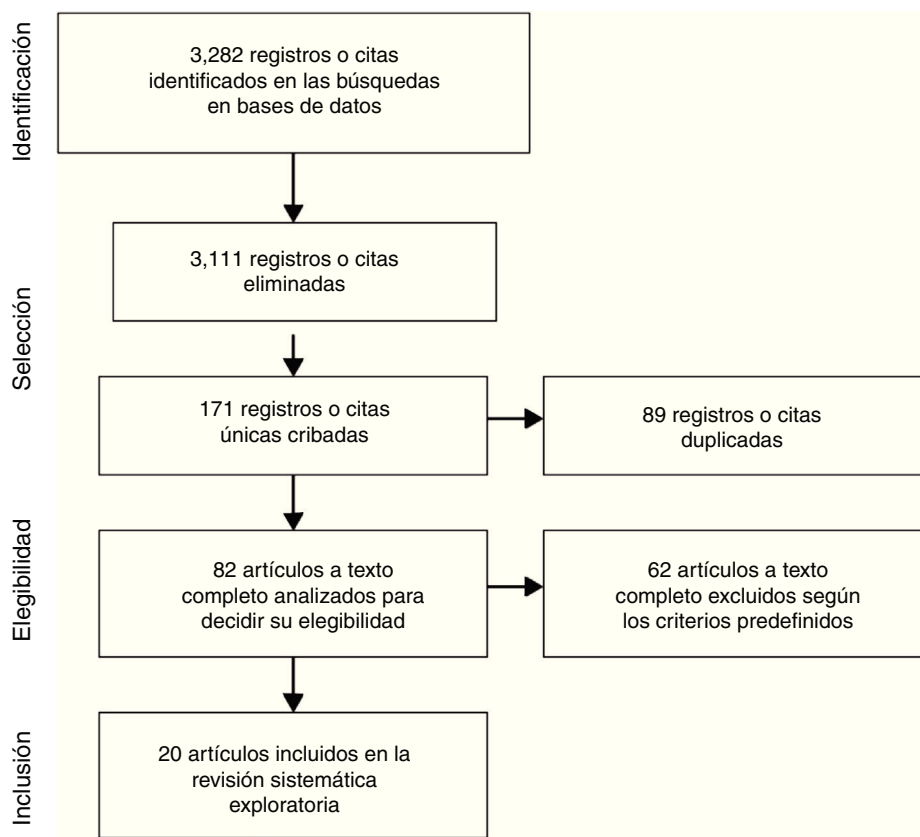 Identificación
3,282 registros o citas
identificados en las búsquedas
en bases de datos
Selección
3,111 registros o citas
eliminadas
171 registros o citas
únicas cribadas
89 registros o citas
duplicadas
Elegibilidad
82 artículos a texto
completo analizados para
decidir su elegibilidad
62 artículos a texto
completo excluidos según
los criterios predefinidos
Inclusión
20 artículos incluidos en la
revisión sistemática
exploratoria